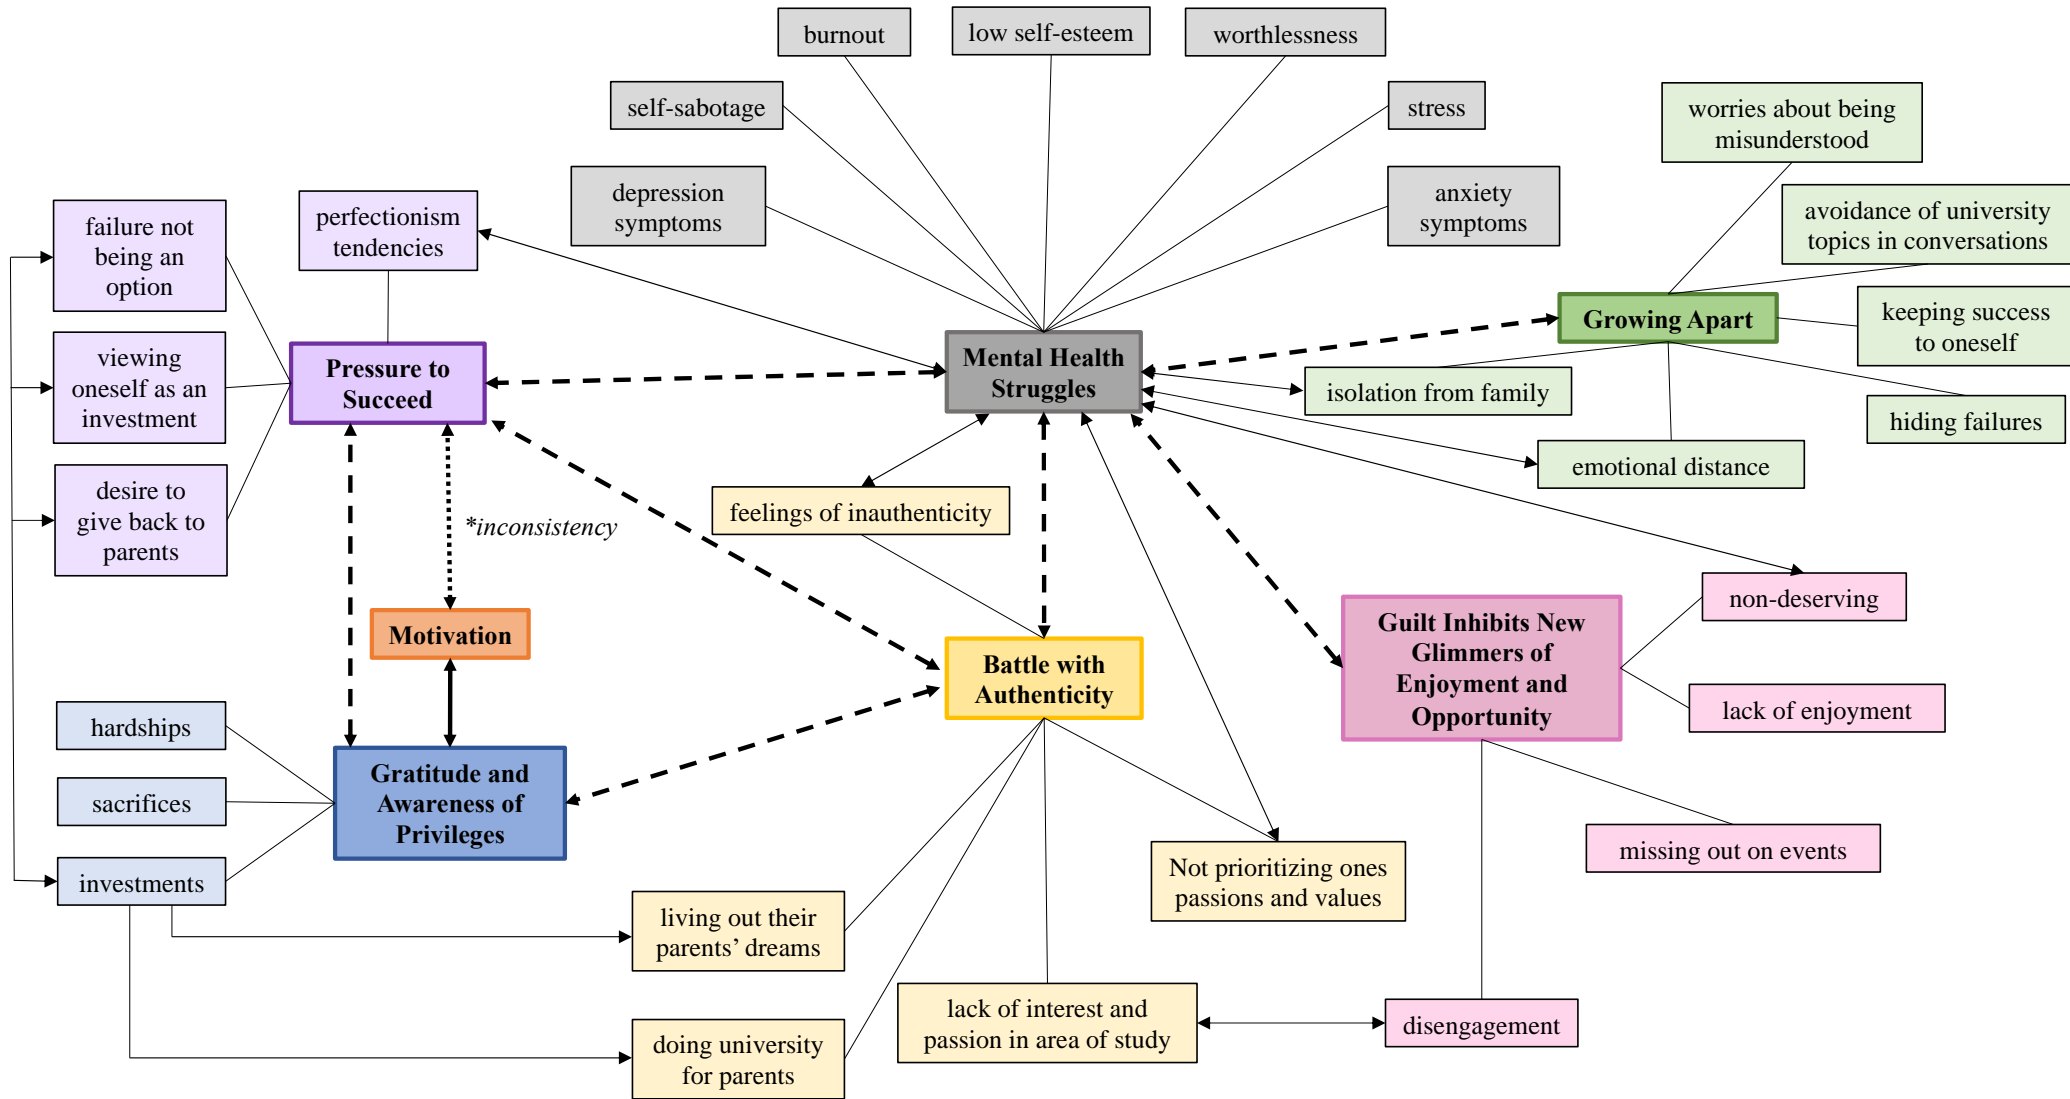 burnout
low self-esteem
worthlessness
self-sabotage
stress
worries about being
misunderstood
depression
symptoms
anxiety
symptoms
failure not
being an
option
perfectionism
tendencies
avoidance of university
topics in conversations
Growing Apart
keeping success
to oneself
viewing
oneself as an
investment
Pressure to
Succeed
Mental Health
Struggles
isolation from family
hiding failures
emotional distance
desire to
give back to
parents
*inconsistency
feelings of inauthenticity
non-deserving
Motivation
Battle with
Authenticity
Guilt Inhibits New
Glimmers of
Enjoyment and
Opportunity
lack of enjoyment
hardships
sacrifices
investments
Gratitude and
Awareness of
Privileges
missing out on events
Not prioritizing ones
passions and values
living out their
parents’ dreams
lack of interest and
passion in area of study
disengagement
doing university
for parents